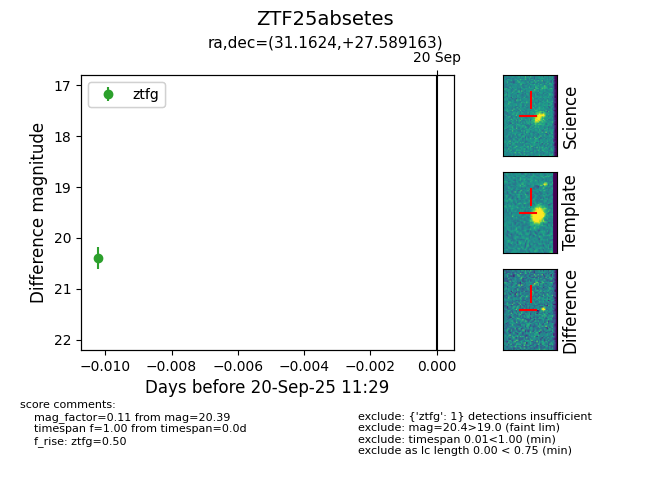 ZTF25absetes
ra,dec=(31.1624,+27.589163)
20 Sep
ztfg
17
18
19
20
21
22
Difference magnitude
−0.010
−0.008
−0.006
−0.004
−0.002
0.000
Days before 20-Sep-25 11:29
Science
Template
Difference
score comments:
mag_factor=0.11 from mag=20.39
timespan f=1.00 from timespan=0.0d
f_rise: ztfg=0.50
exclude: {'ztfg': 1} detections insufficient
exclude: mag=20.4>19.0 (faint lim)
exclude: timespan 0.01<1.00 (min)
exclude as lc length 0.00 < 0.75 (min)